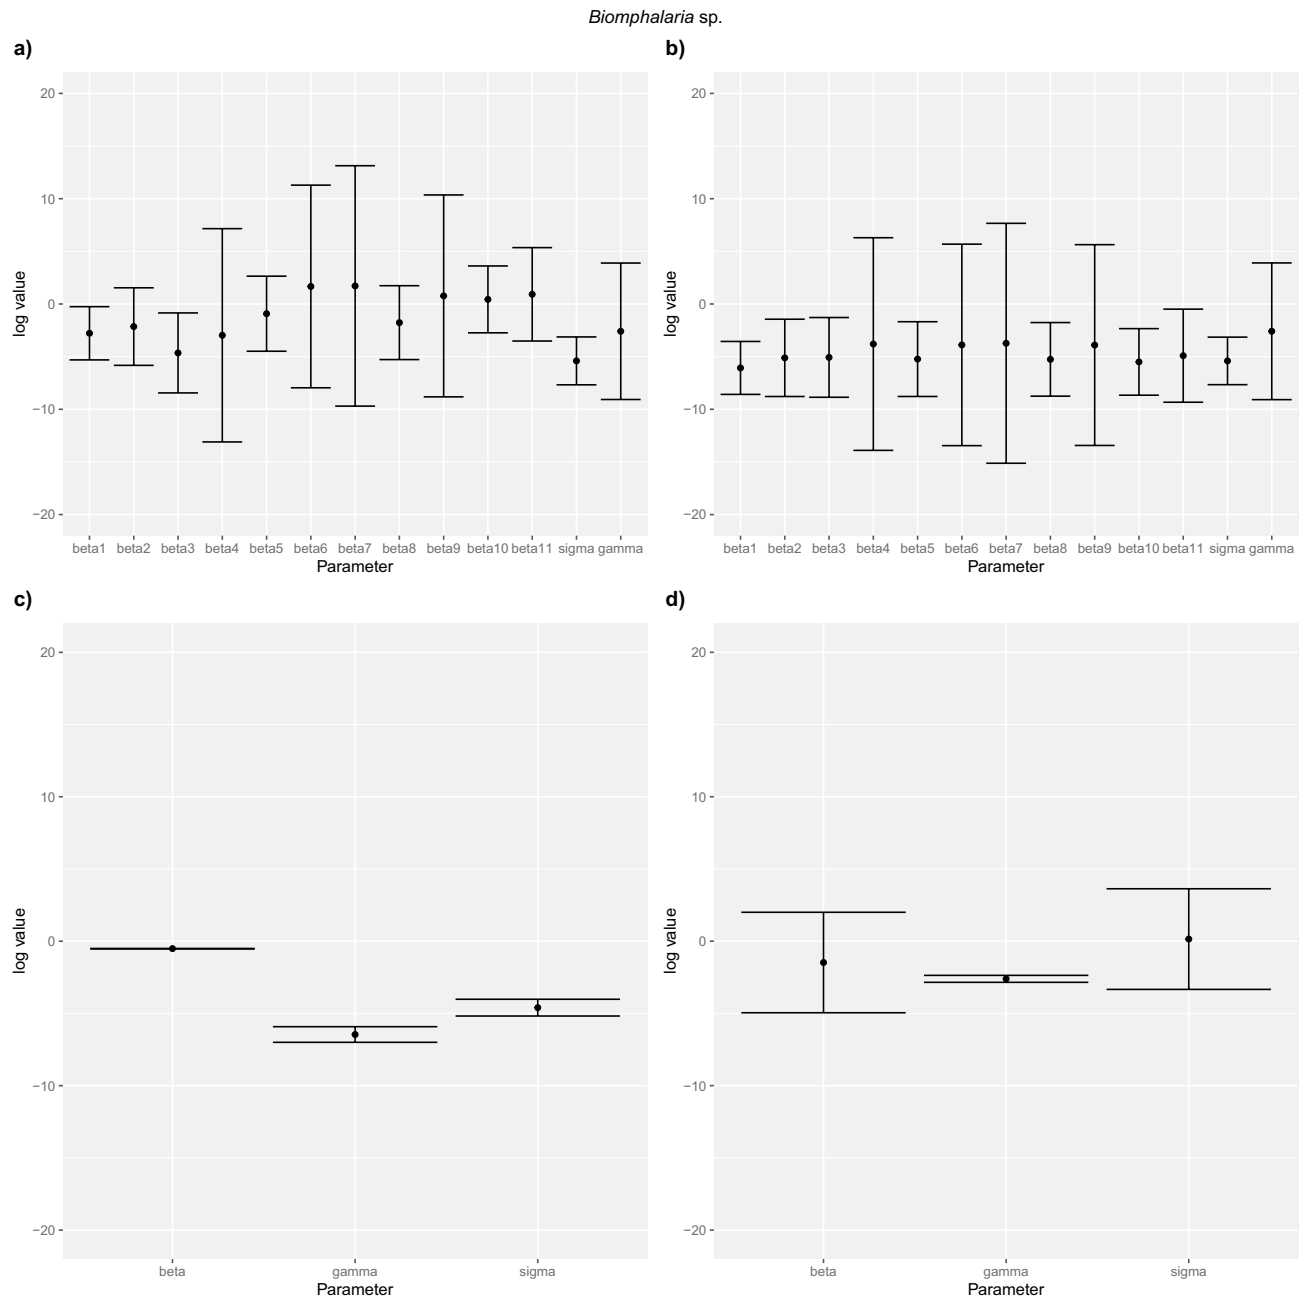 Biomphalaria sp.
a)
20
10
0
−10
−20
log value
beta1 beta2 beta3 beta4 beta5 beta6 beta7 beta8 beta9 beta10 beta11 sigma gamma
Parameter
b)
20
10
0
−10
−20
log value
beta1 beta2 beta3 beta4 beta5 beta6 beta7 beta8 beta9 beta10 beta11 sigma gamma
Parameter
c)
20
10
0
−10
−20
log value
beta gamma sigma
Parameter
d)
20
10
0
−10
−20
log value
beta gamma sigma
Parameter